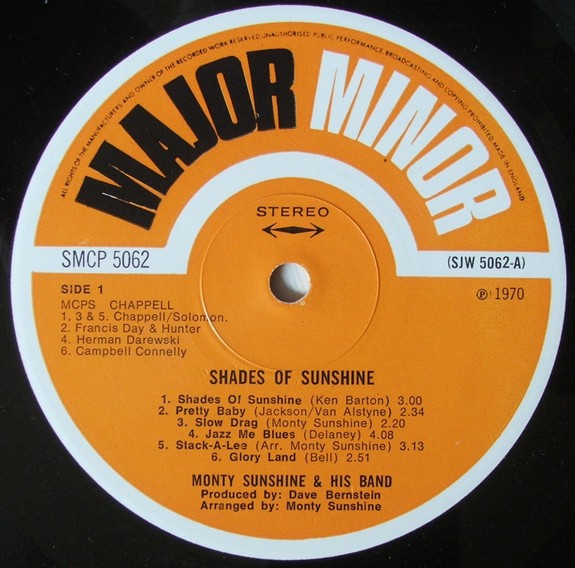 ALL RIGHTS OF THE MANUFACTURERS AND OWNER OF THE RECORDED WORK RESERVED UNAUTHORISED PUBLIC PERFORMANCE, BROADCASTING AND COPYING PROHIBITED. MADE IN ENGLAND
MAJOR MINOR
STEREO
SMCP 5062
(SJW 5062-A)
SIDE 1
℗ 1970
MCPS CHAPPELL
1, 3 & 5. Chappell/Solomon.
2. Francis Day & Hunter
4. Herman Darewski
6. Campbell Connelly
SHADES OF SUNSHINE
1. Shades Of Sunshine (Ken Barton) 3.00
2. Pretty Baby (Jackson/Van Alstyne) 2.34
3. Slow Drag (Monty Sunshine) 2.20
4. Jazz Me Blues (Delaney) 4.08
5. Stack-A-Lee (Arr. Monty Sunshine) 3.13
6. Glory Land (Bell) 2.51
MONTY SUNSHINE & HIS BAND
Produced by: Dave Bernstein
Arranged by: Monty Sunshine